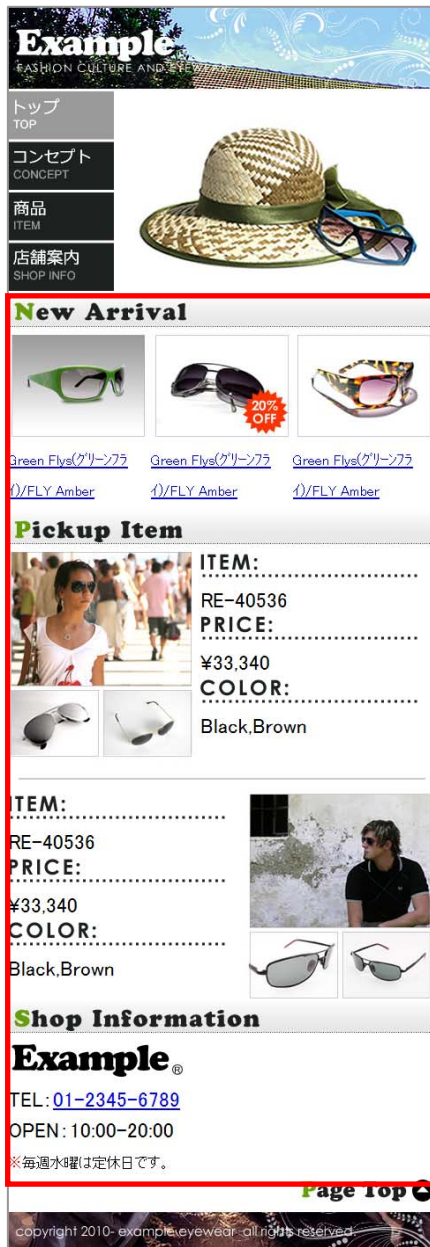 Example
FASHION CULTURE AND EYEWEAR
トップ
TOP
コンセプト
CONCEPT
商品
ITEM
店舗案内
SHOP INFO
New Arrival
20%
OFF
Green Flys(ｸﾞﾘｰﾝﾌﾗ
ｲ)/FLY Amber
Green Flys(ｸﾞﾘｰﾝﾌﾗ
ｲ)/FLY Amber
Green Flys(ｸﾞﾘｰﾝﾌﾗ
ｲ)/FLY Amber
Pickup Item
ITEM:
RE-40536
PRICE:
¥33,340
COLOR:
Black,Brown
ITEM:
RE-40536
PRICE:
¥33,340
COLOR:
Black,Brown
Shop Information
Example®
TEL:01-2345-6789
OPEN:10:00-20:00
※毎週水曜は定休日です。
Page Top
copyright 2010- example eyewear all rights reserved.